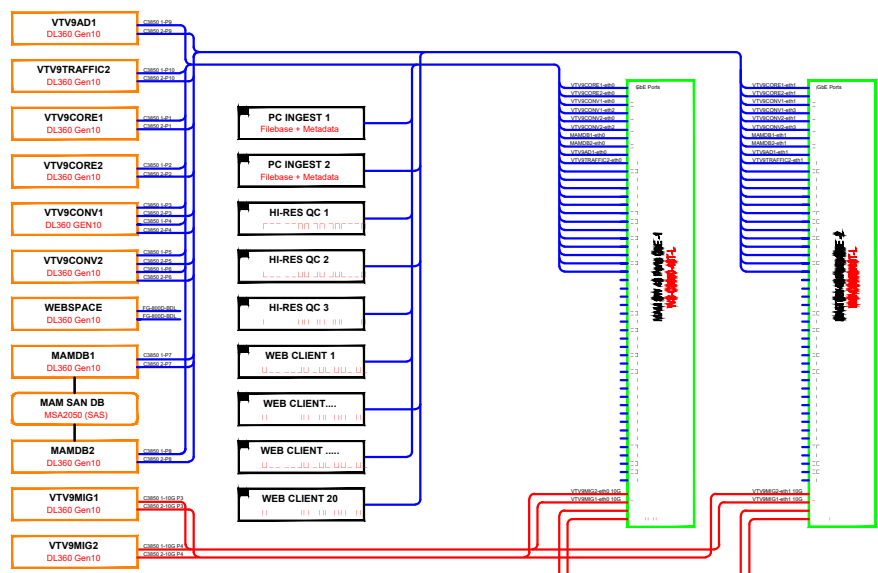 VTV9AD1
DL360 Gen10
C3850 1-P9
C3850 2-P9
VTV9TRAFFIC2
DL360 Gen10
C3850 1-P10
C3850 2-P10
VTV9CORE1
DL360 Gen10
C3850 1-P1
C3850 2-P1
VTV9CORE2
DL360 Gen10
C3850 1-P2
C3850 2-P2
VTV9CONV1
DL360 GEN10
C3850 1-P3
C3850 2-P3
C3850 1-P4
C3850 2-P4
VTV9CONV2
DL360 Gen10
C3850 1-P5
C3850 2-P5
C3850 1-P6
C3850 2-P6
WEBSPACE
DL360 Gen10
FG-800D-BDL
FG-800D-BDL
MAMDB1
DL360 Gen10
C3850 1-P7
C3850 2-P7
MAM SAN DB
MSA2050 (SAS)
MAMDB2
DL360 Gen10
C3850 1-P8
C3850 2-P8
VTV9MIG1
DL360 Gen10
C3850 1-10G P3
C3850 2-10G P3
VTV9MIG2
DL360 Gen10
C3850 1-10G P4
C3850 2-10G P4
PC INGEST 1
Filebase + Metadata
PC INGEST 2
Filebase + Metadata
HI-RES QC 1
HI-RES QC 2
HI-RES QC 3
WEB CLIENT 1
WEB CLIENT....
WEB CLIENT .....
WEB CLIENT 20
GbE Ports
VTV9CORE1-eth0
VTV9CORE2-eth0
VTV9CONV1-eth0
VTV9CONV1-eth2
VTV9CONV2-eth0
VTV9CONV2-eth2
MAMDB1-eth0
MAMDB2-eth0
VTV9AD1-eth0
VTV9TRAFFIC2-eth0
VTV9MIG2-eth0 10G
VTV9MIG1-eth0 10G
GbE Ports
VTV9CORE1-eth1
VTV9CORE2-eth1
VTV9CONV1-eth1
VTV9CONV1-eth3
VTV9CONV2-eth1
VTV9CONV2-eth3
MAMDB1-eth1
MAMDB2-eth1
VTV9AD1-eth1
VTV9TRAFFIC2-eth1
VTV9MIG2-eth1 10G
VTV9MIG1-eth1 10G